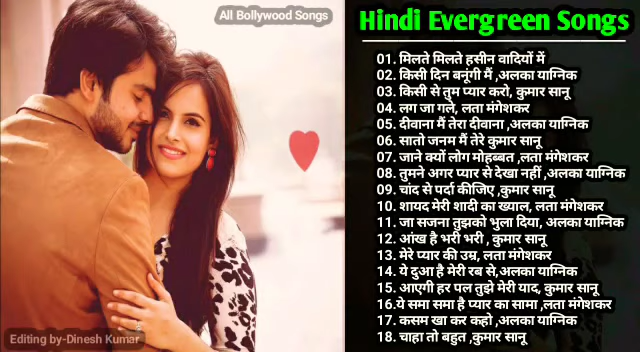 All Bollywood Songs
Hindi Evergreen Songs
01. मिलते मिलते हसीन वादियों में
02. किसी दिन बनूंगी मैं ,अलका याग्निक
03. किसी से तुम प्यार करो, कुमार सानू
04. लग जा गले, लता मंगेशकर
05. दीवाना मैं तेरा दीवाना ,अलका याग्निक
06. सातो जनम मैं तेरे कुमार सानू
07. जाने क्यों लोग मोहब्बत ,लता मंगेशकर
08. तुमने अगर प्यार से देखा नहीं ,अलका याग्निक
09. चांद से पर्दा कीजिए ,कुमार सानू
10. शायद मेरी शादी का ख्याल, लता मंगेशकर
11. जा सजना तुझको भुला दिया, अलका याग्निक
12. आंख है भरी भरी , कुमार सानू
13. मेरे प्यार की उम्र, लता मंगेशकर
14. ये दुआ है मेरी रब से,अलका याग्निक
15. आएगी हर पल तुझे मेरी याद, कुमार सानू
16.ये समा समा है प्यार का सामा ,लता मंगेशकर
17. कसम खा कर कहो ,अलका याग्निक
18. चाहा तो बहुत ,कुमार सानू
Editing by-Dinesh Kumar